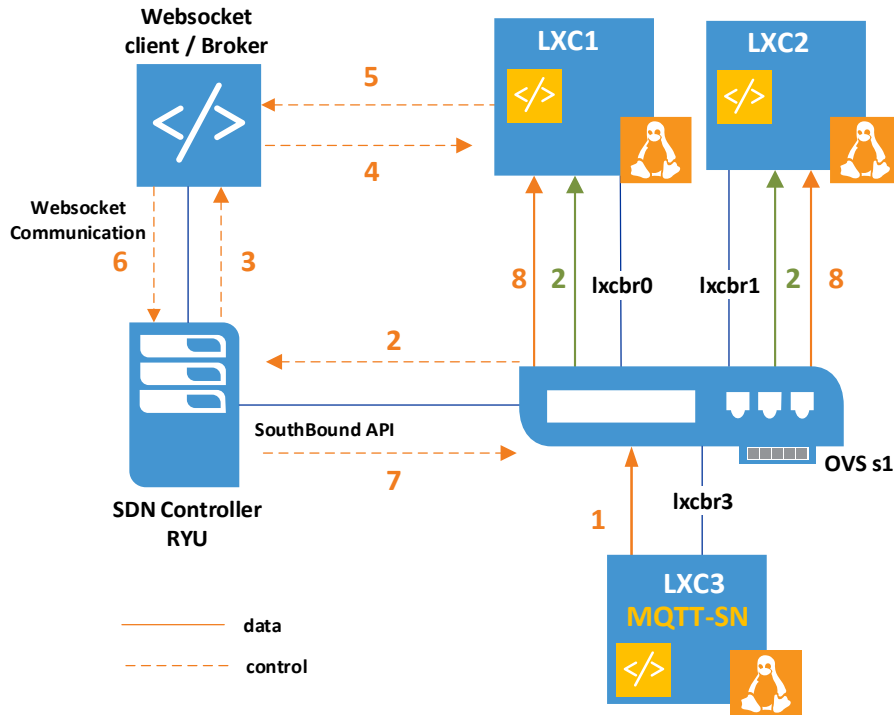 Websocket
client / Broker
</>
5
4
LXC1
</>
LXC2
</>
Websocket
Communication
6
3
8
2
lxcbr0
lxcbr1
2
8
2
SouthBound API
7
OVS s1
SDN Controller
RYU
1
lxcbr3
LXC3
MQTT-SN
</>
data
control